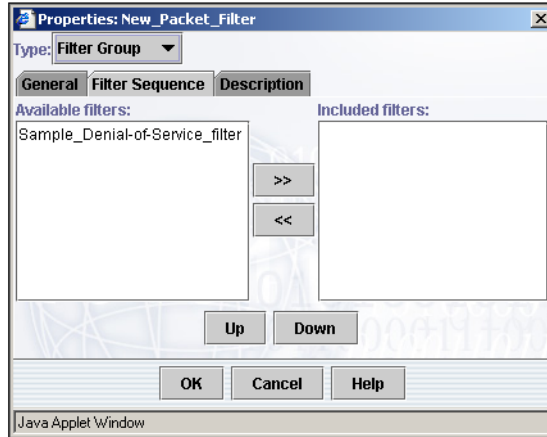 Properties: New_Packet_Filter
Type: Filter Group
General Filter Sequence Description
Available filters: Included filters:
Sample_Denial-of-Service_filter
>>
<<
Up Down
OK Cancel Help
Java Applet Window